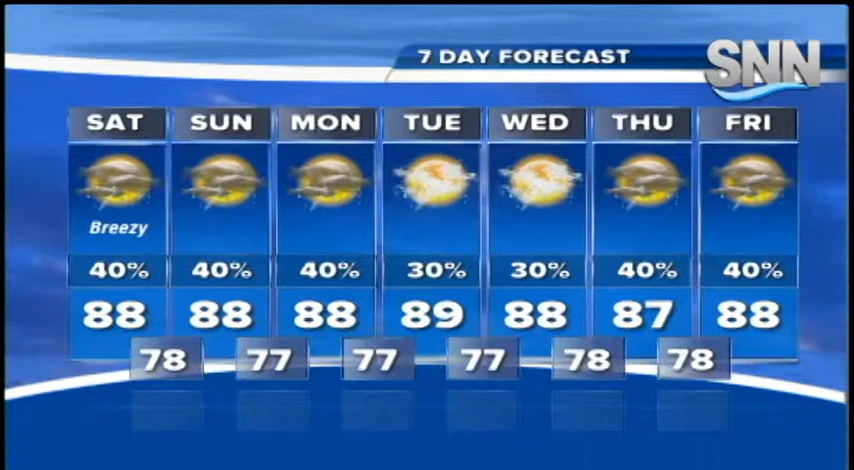 7 DAY FORECAST
SNN
SAT SUN MON TUE WED THU FRI
Breezy
40% 40% 40% 30% 30% 40% 40%
88 88 88 89 88 87 88
78 77 77 77 78 78